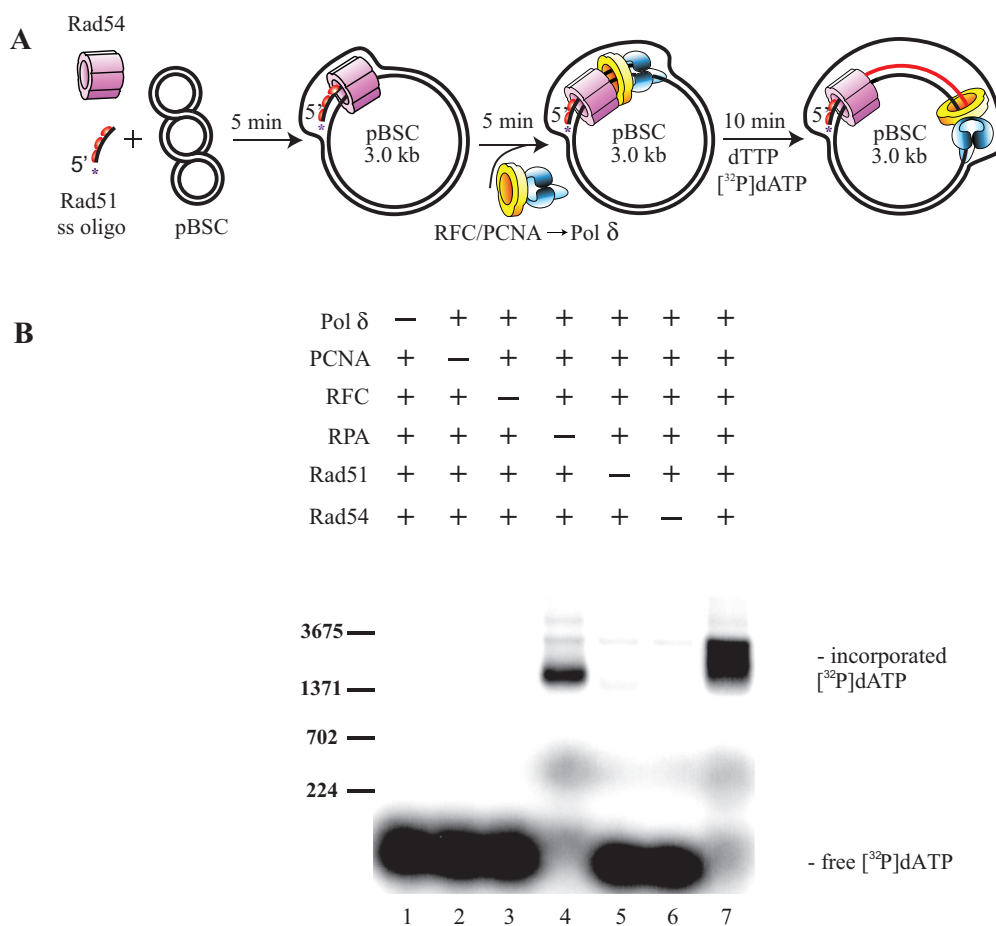 A
Rad54
5'
*
+
Rad51
ss oligo
pBSC
5 min
5'
*
pBSC
3.0 kb
5 min
RFC/PCNA → Pol δ
5'
*
pBSC
3.0 kb
10 min
dTTP
[³²P]dATP
5'
*
pBSC
3.0 kb
B
Pol δ — + + + + + +
PCNA + — + + + + +
RFC + + — + + + +
RPA + + + — + + +
Rad51 + + + + — + +
Rad54 + + + + + — +
3675
1371
702
224
- incorporated
[³²P]dATP
- free [³²P]dATP
1 2 3 4 5 6 7